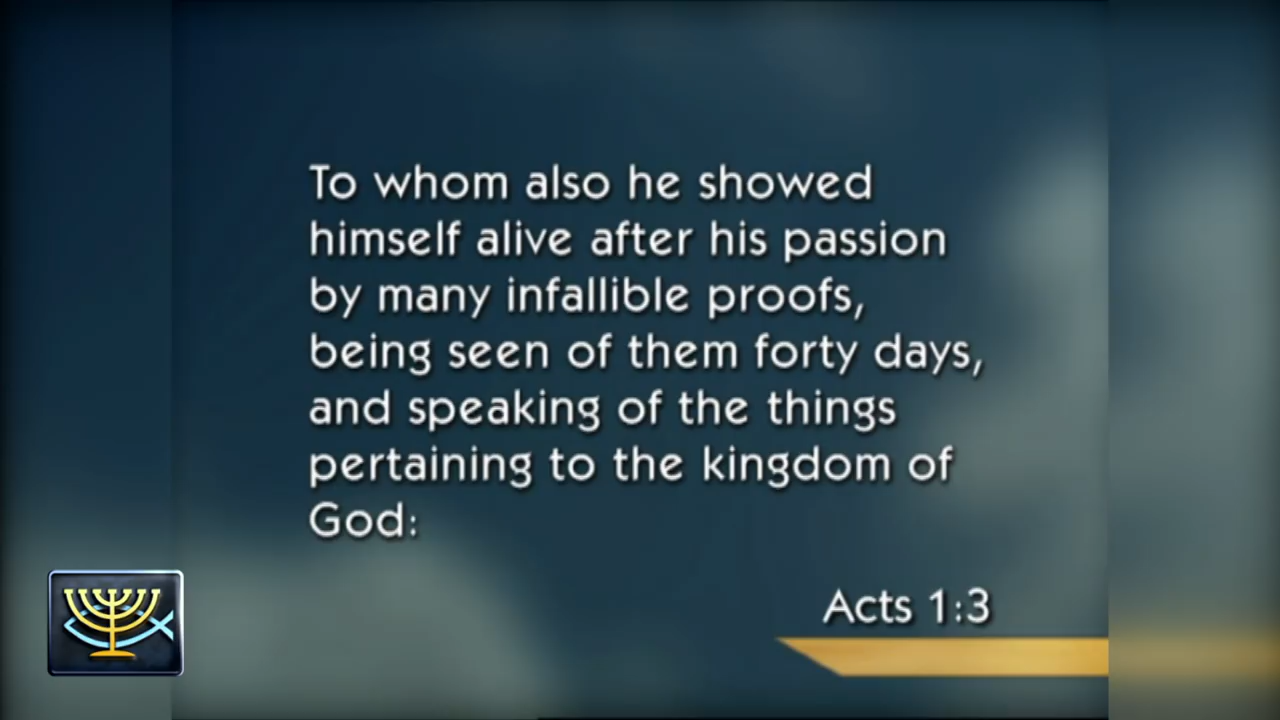 To whom also he showed
himself alive after his passion
by many infallible proofs,
being seen of them forty days,
and speaking of the things
pertaining to the kingdom of
God:
Acts 1:3